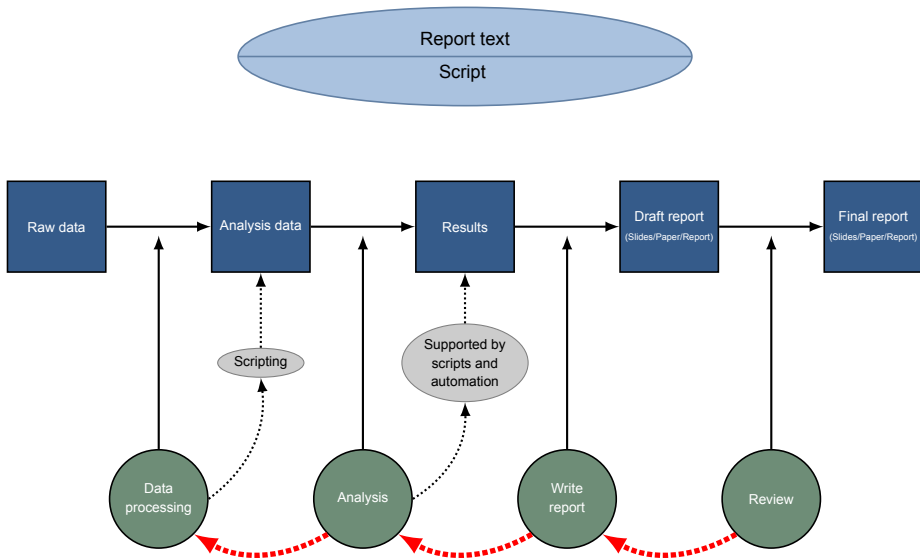 Report text
Script
Raw data
Analysis data
Results
Draft report
(Slides/Paper/Report)
Final report
(Slides/Paper/Report)
Scripting
Supported by
scripts and
automation
Data
processing
Analysis
Write
report
Review